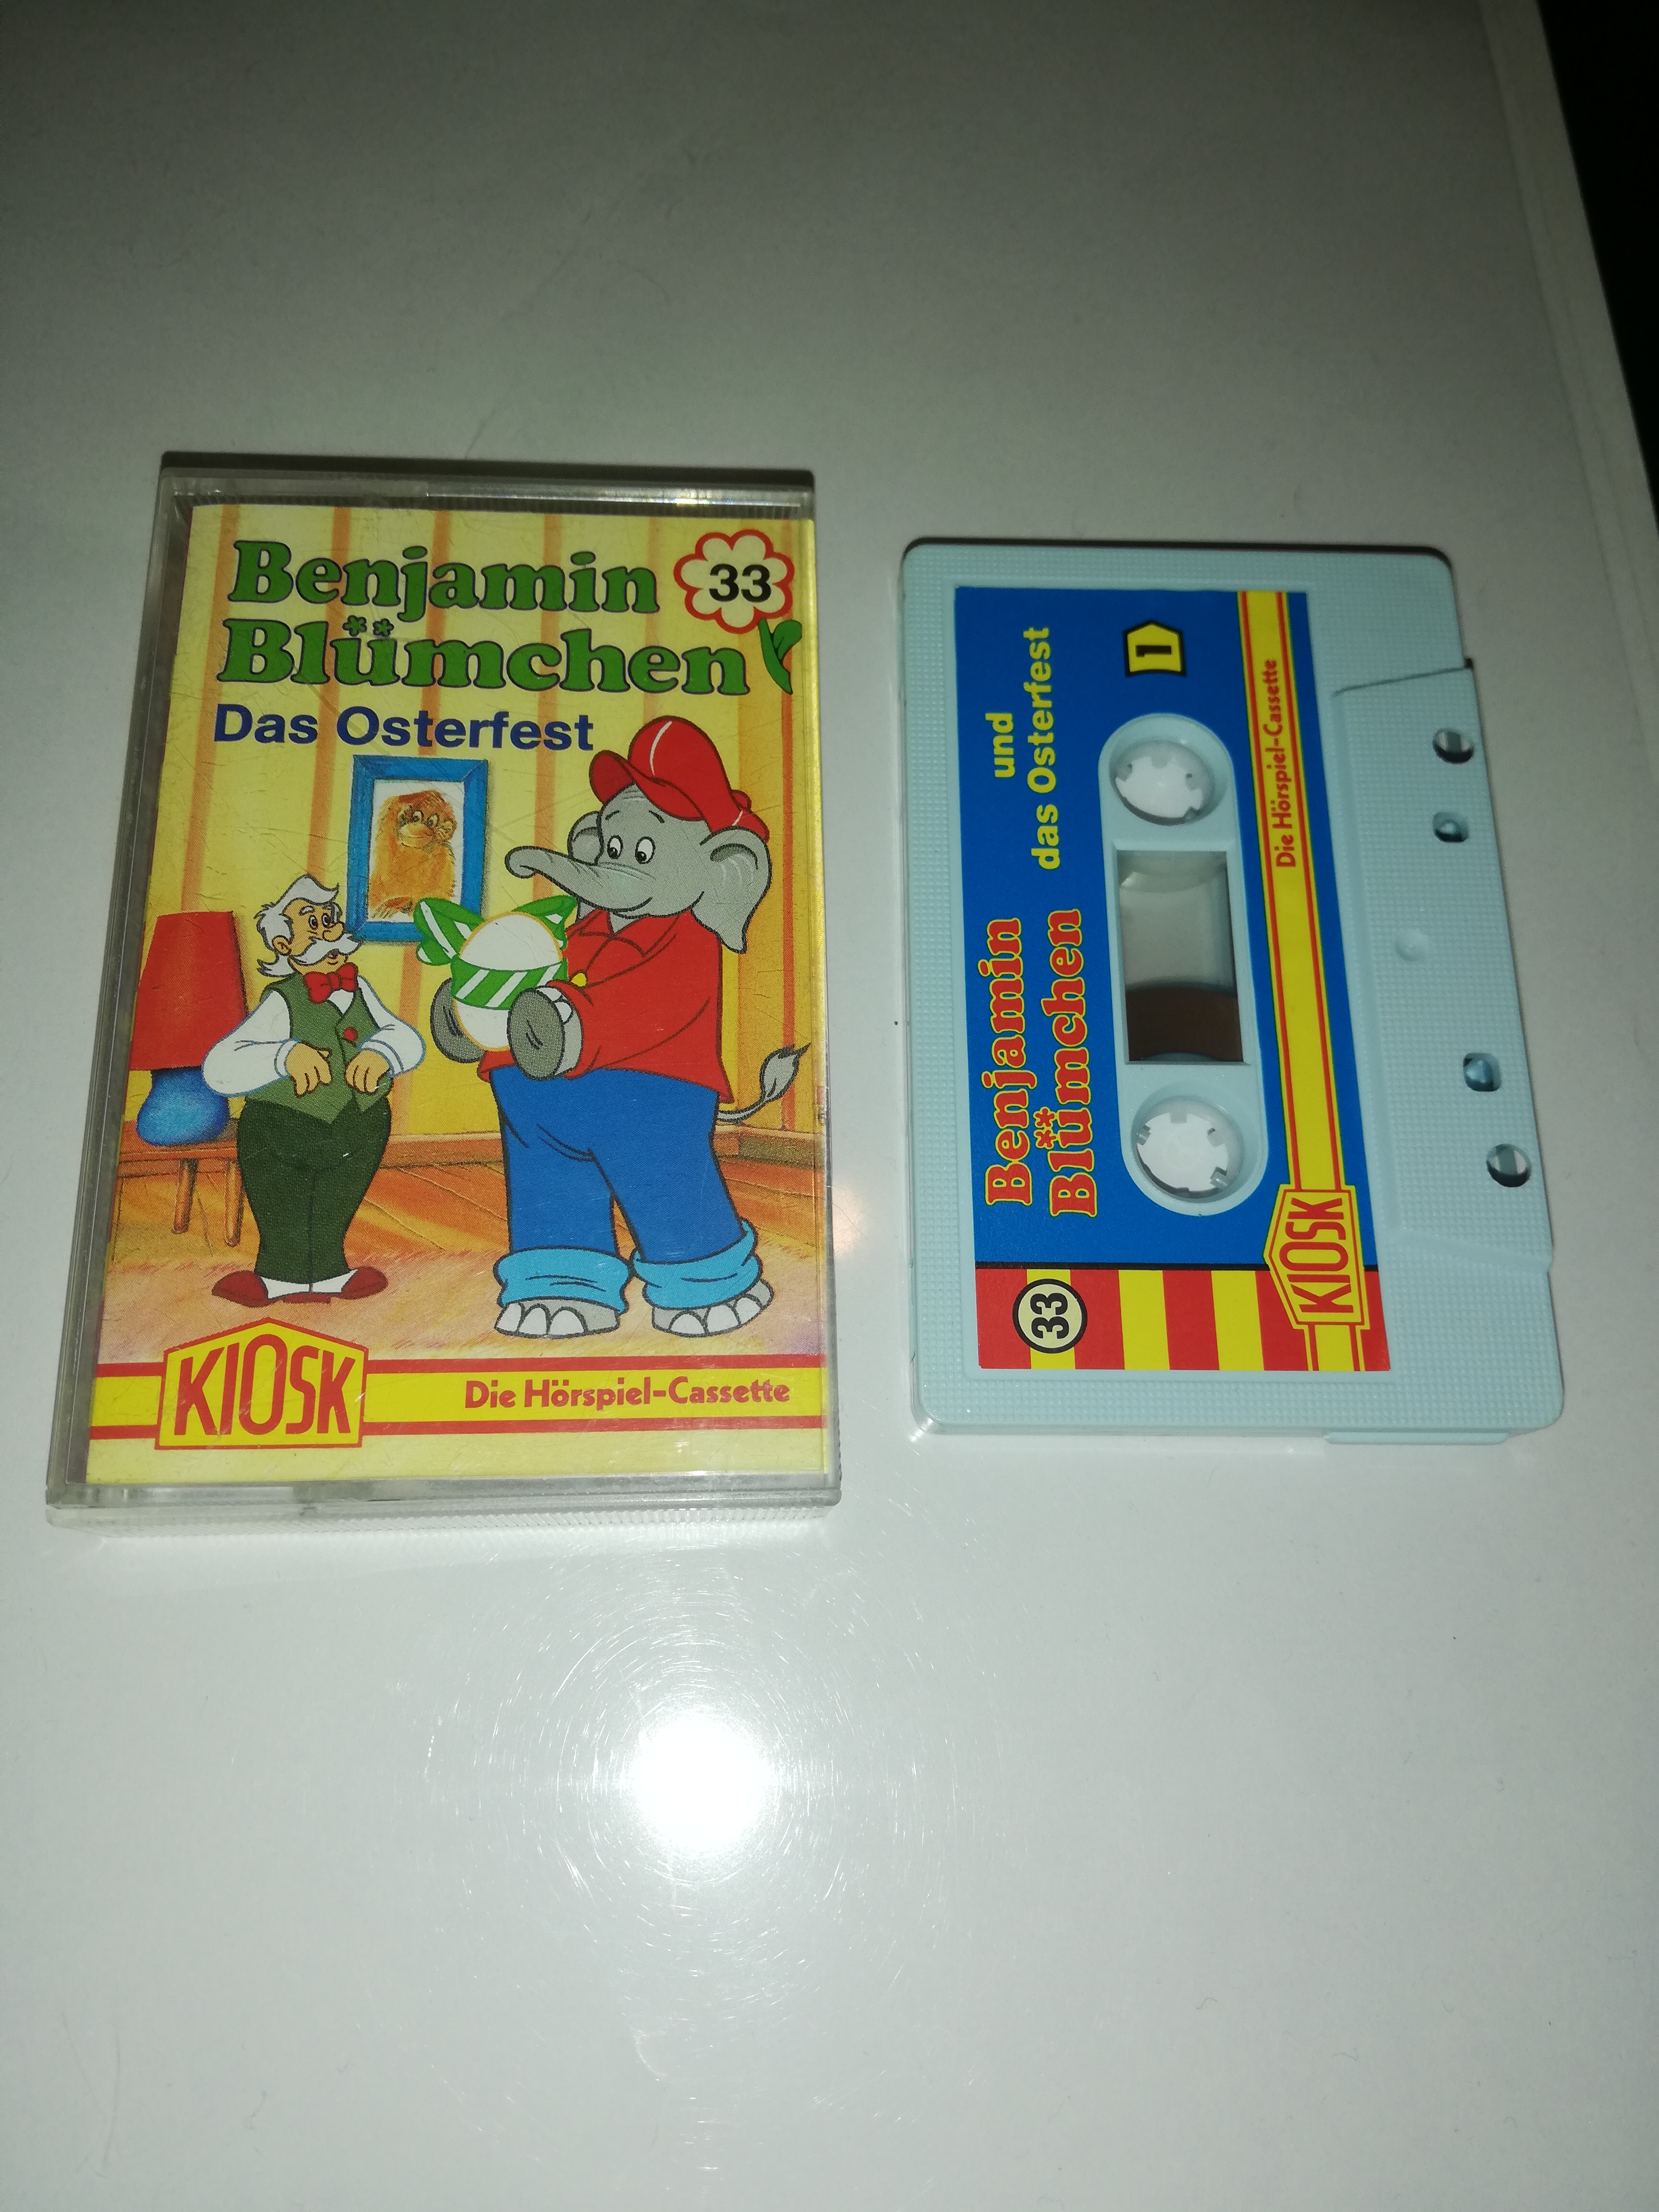 Benjamin
Blümchen
33
Das Osterfest
KIOSK
Die Hörspiel-Cassette
Benjamin
Blümchen
und
das Osterfest
1
33
KIOSK
Die Hörspiel-Cassette